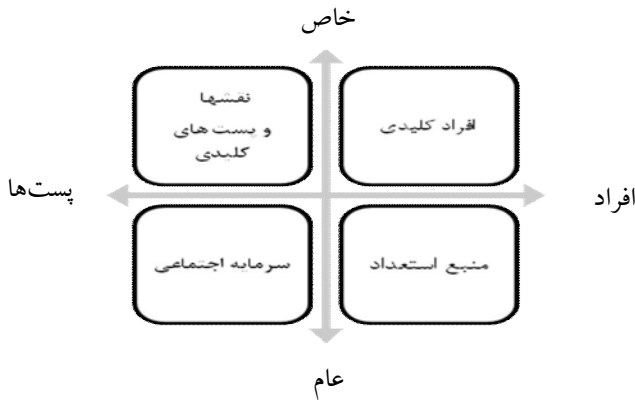 خاص
افراد کلیدی
نقشها
و پست های
کلیدی
افراد
پست‌ها
منبع استعداد
سرمایه اجتماعی
عام